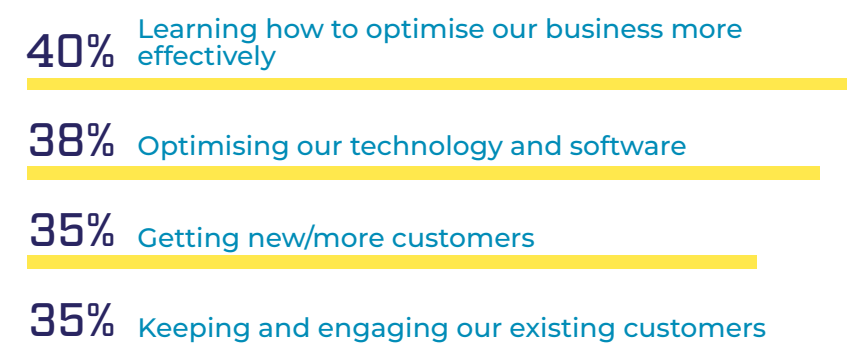 40% Learning how to optimise our business more
effectively
38% Optimising our technology and software
35% Getting new/more customers
35% Keeping and engaging our existing customers